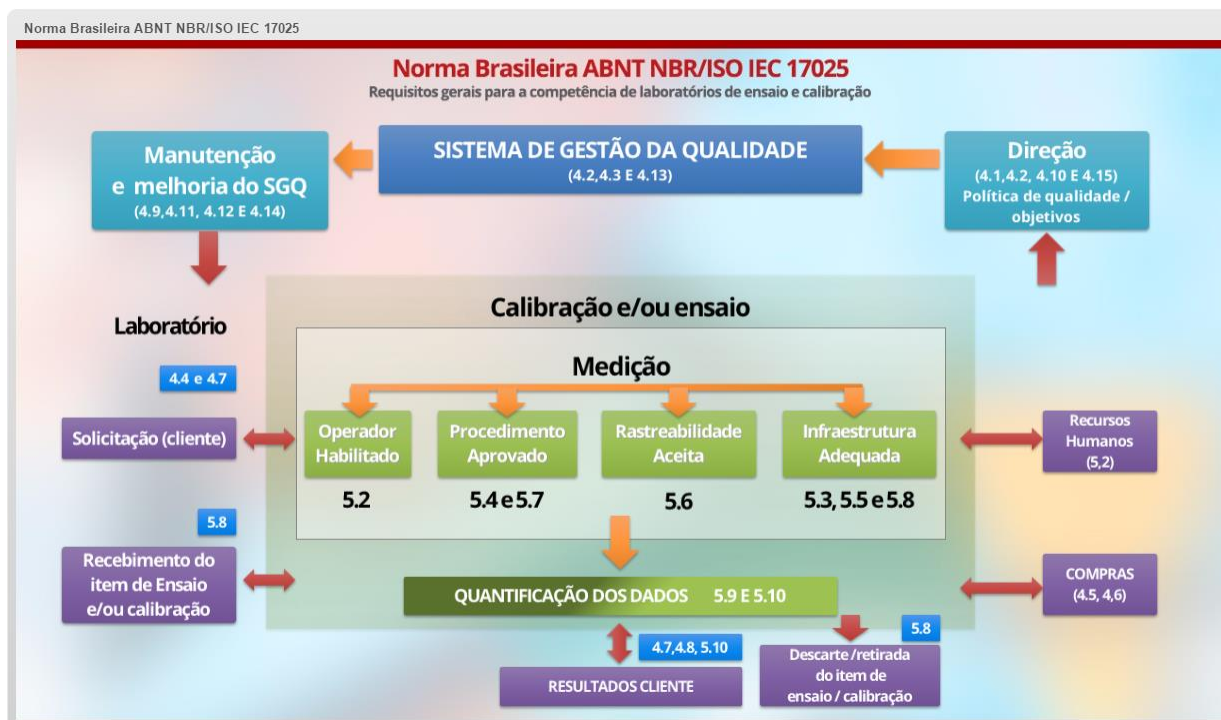 Norma Brasileira ABNT NBR/ISO IEC 17025
Norma Brasileira ABNT NBR/ISO IEC 17025
Requisitos gerais para a competência de laboratórios de ensaio e calibração
Manutenção
e melhoria do SGQ
(4.9,4.11, 4.12 E 4.14)
SISTEMA DE GESTÃO DA QUALIDADE
(4.2,4.3 E 4.13)
Direção
(4.1,4.2, 4.10 E 4.15)
Política de qualidade /
objetivos
Laboratório
Calibração e/ou ensaio
Medição
4.4 e 4.7
Solicitação (cliente)
Operador
Habilitado
5.2
Procedimento
Aprovado
5.4 e 5.7
Rastreabilidade
Aceita
5.6
Infraestrutura
Adequada
5.3, 5.5 e 5.8
Recursos
Humanos
(5,2)
5.8
Recebimento do
item de Ensaio
e/ou calibração
QUANTIFICAÇÃO DOS DADOS 5.9 E 5.10
COMPRAS
(4.5, 4,6)
4.7,4.8, 5.10
RESULTADOS CLIENTE
5.8
Descarte /retirada
do item de
ensaio / calibração